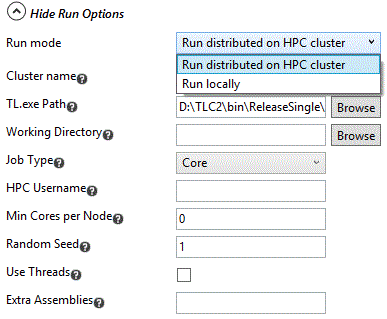 Hide Run Options
Run mode
Run distributed on HPC cluster
Run distributed on HPC cluster
Run locally
Cluster name
TL.exe Path
D:\TLC2\bin\ReleaseSingle\
Browse
Working Directory
Browse
Job Type
Core
HPC Username
Min Cores per Node
0
Random Seed
1
Use Threads
Extra Assemblies